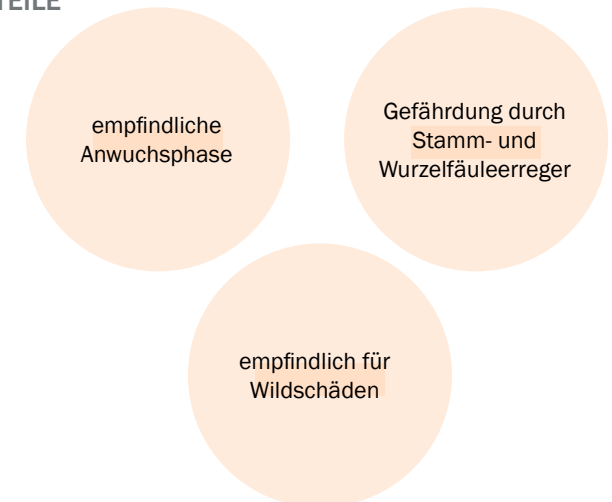 TEILE
empfindliche
Anwuchsphase
Gefährdung durch
Stamm- und
Wurzelfäuleerreger
empfindlich für
Wildschäden